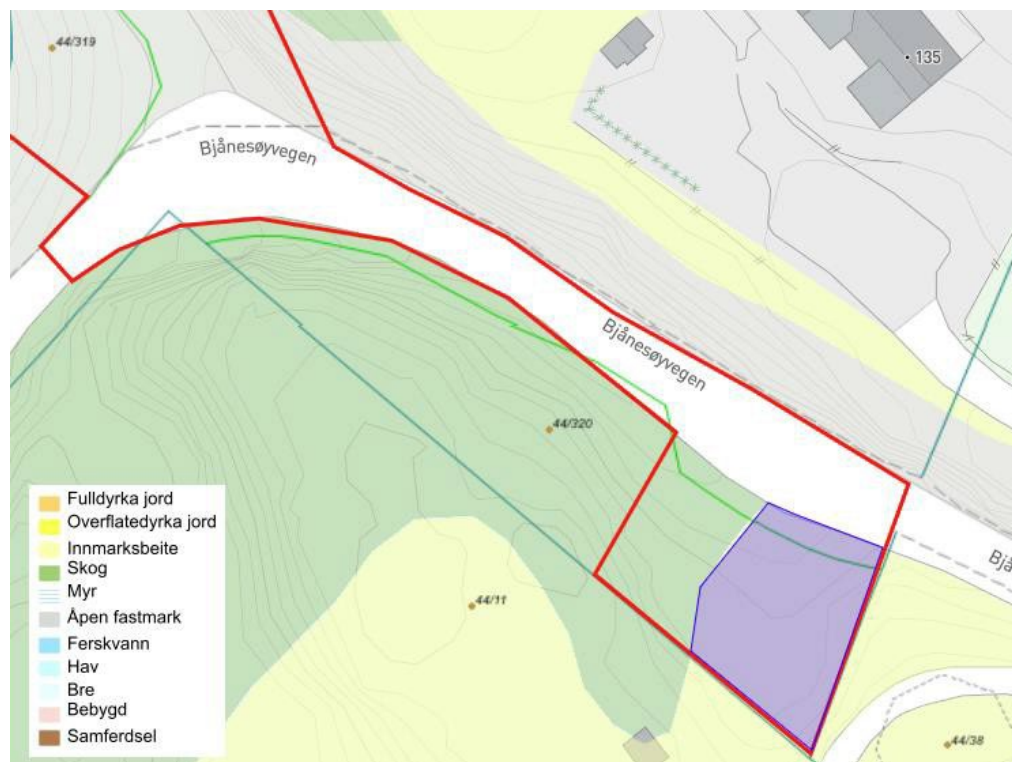 44/319
135
Bjånesøyvegen
Bjånesøyvegen
44/320
Bjå
44/11
44/38
Fulldyrka jord
Overflatedyrka jord
Innmarksbeite
Skog
Myr
Åpen fastmark
Ferskvann
Hav
Bre
Bebygd
Samferdsel